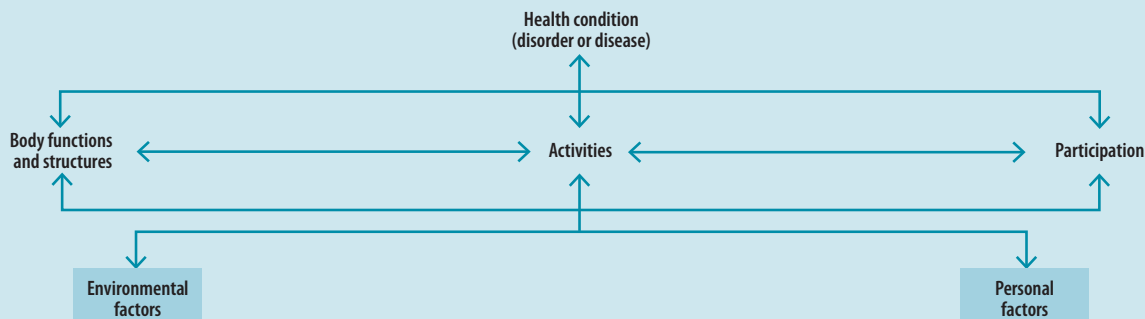 Health condition
(disorder or disease)
Body functions
and structures
Activities
Participation
Environmental
factors
Personal
factors